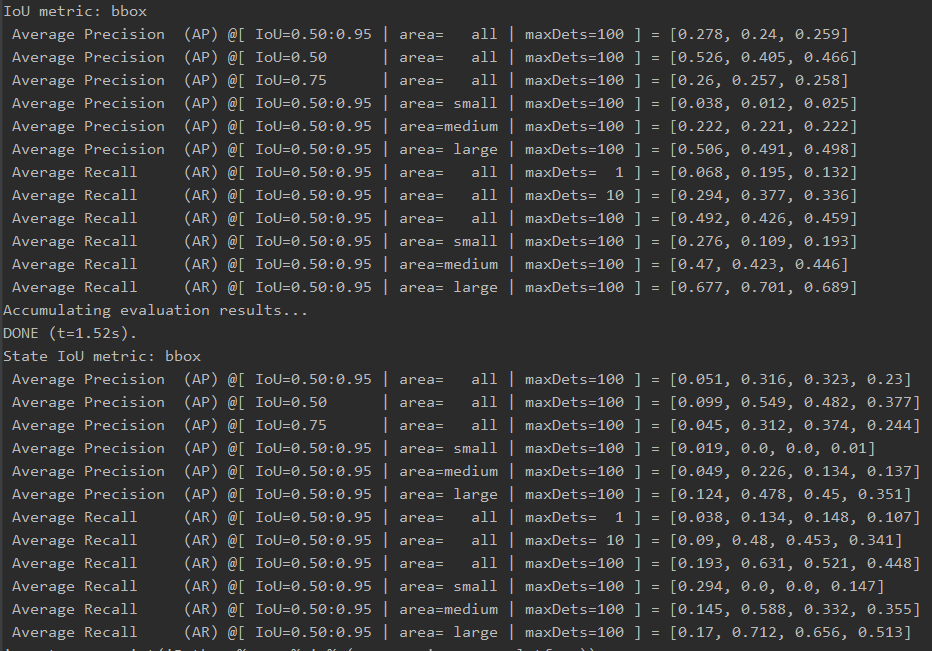 IoU metric: bbox
 Average Precision  (AP) @[ IoU=0.50:0.95 | area=   all | maxDets=100 ] = [0.278, 0.24, 0.259]
 Average Precision  (AP) @[ IoU=0.50      | area=   all | maxDets=100 ] = [0.526, 0.405, 0.466]
 Average Precision  (AP) @[ IoU=0.75      | area=   all | maxDets=100 ] = [0.26, 0.257, 0.258]
 Average Precision  (AP) @[ IoU=0.50:0.95 | area= small | maxDets=100 ] = [0.038, 0.012, 0.025]
 Average Precision  (AP) @[ IoU=0.50:0.95 | area=medium | maxDets=100 ] = [0.222, 0.221, 0.222]
 Average Precision  (AP) @[ IoU=0.50:0.95 | area= large | maxDets=100 ] = [0.506, 0.491, 0.498]
 Average Recall     (AR) @[ IoU=0.50:0.95 | area=   all | maxDets=  1 ] = [0.068, 0.195, 0.132]
 Average Recall     (AR) @[ IoU=0.50:0.95 | area=   all | maxDets= 10 ] = [0.294, 0.377, 0.336]
 Average Recall     (AR) @[ IoU=0.50:0.95 | area=   all | maxDets=100 ] = [0.492, 0.426, 0.459]
 Average Recall     (AR) @[ IoU=0.50:0.95 | area= small | maxDets=100 ] = [0.276, 0.109, 0.193]
 Average Recall     (AR) @[ IoU=0.50:0.95 | area=medium | maxDets=100 ] = [0.47, 0.423, 0.446]
 Average Recall     (AR) @[ IoU=0.50:0.95 | area= large | maxDets=100 ] = [0.677, 0.701, 0.689]
Accumulating evaluation results...
DONE (t=1.52s).
State IoU metric: bbox
 Average Precision  (AP) @[ IoU=0.50:0.95 | area=   all | maxDets=100 ] = [0.051, 0.316, 0.323, 0.23]
 Average Precision  (AP) @[ IoU=0.50      | area=   all | maxDets=100 ] = [0.099, 0.549, 0.482, 0.377]
 Average Precision  (AP) @[ IoU=0.75      | area=   all | maxDets=100 ] = [0.045, 0.312, 0.374, 0.244]
 Average Precision  (AP) @[ IoU=0.50:0.95 | area= small | maxDets=100 ] = [0.019, 0.0, 0.0, 0.01]
 Average Precision  (AP) @[ IoU=0.50:0.95 | area=medium | maxDets=100 ] = [0.049, 0.226, 0.134, 0.137]
 Average Precision  (AP) @[ IoU=0.50:0.95 | area= large | maxDets=100 ] = [0.124, 0.478, 0.45, 0.351]
 Average Recall     (AR) @[ IoU=0.50:0.95 | area=   all | maxDets=  1 ] = [0.038, 0.134, 0.148, 0.107]
 Average Recall     (AR) @[ IoU=0.50:0.95 | area=   all | maxDets= 10 ] = [0.09, 0.48, 0.453, 0.341]
 Average Recall     (AR) @[ IoU=0.50:0.95 | area=   all | maxDets=100 ] = [0.193, 0.631, 0.521, 0.448]
 Average Recall     (AR) @[ IoU=0.50:0.95 | area= small | maxDets=100 ] = [0.294, 0.0, 0.0, 0.147]
 Average Recall     (AR) @[ IoU=0.50:0.95 | area=medium | maxDets=100 ] = [0.145, 0.588, 0.332, 0.355]
 Average Recall     (AR) @[ IoU=0.50:0.95 | area= large | maxDets=100 ] = [0.17, 0.712, 0.656, 0.513]